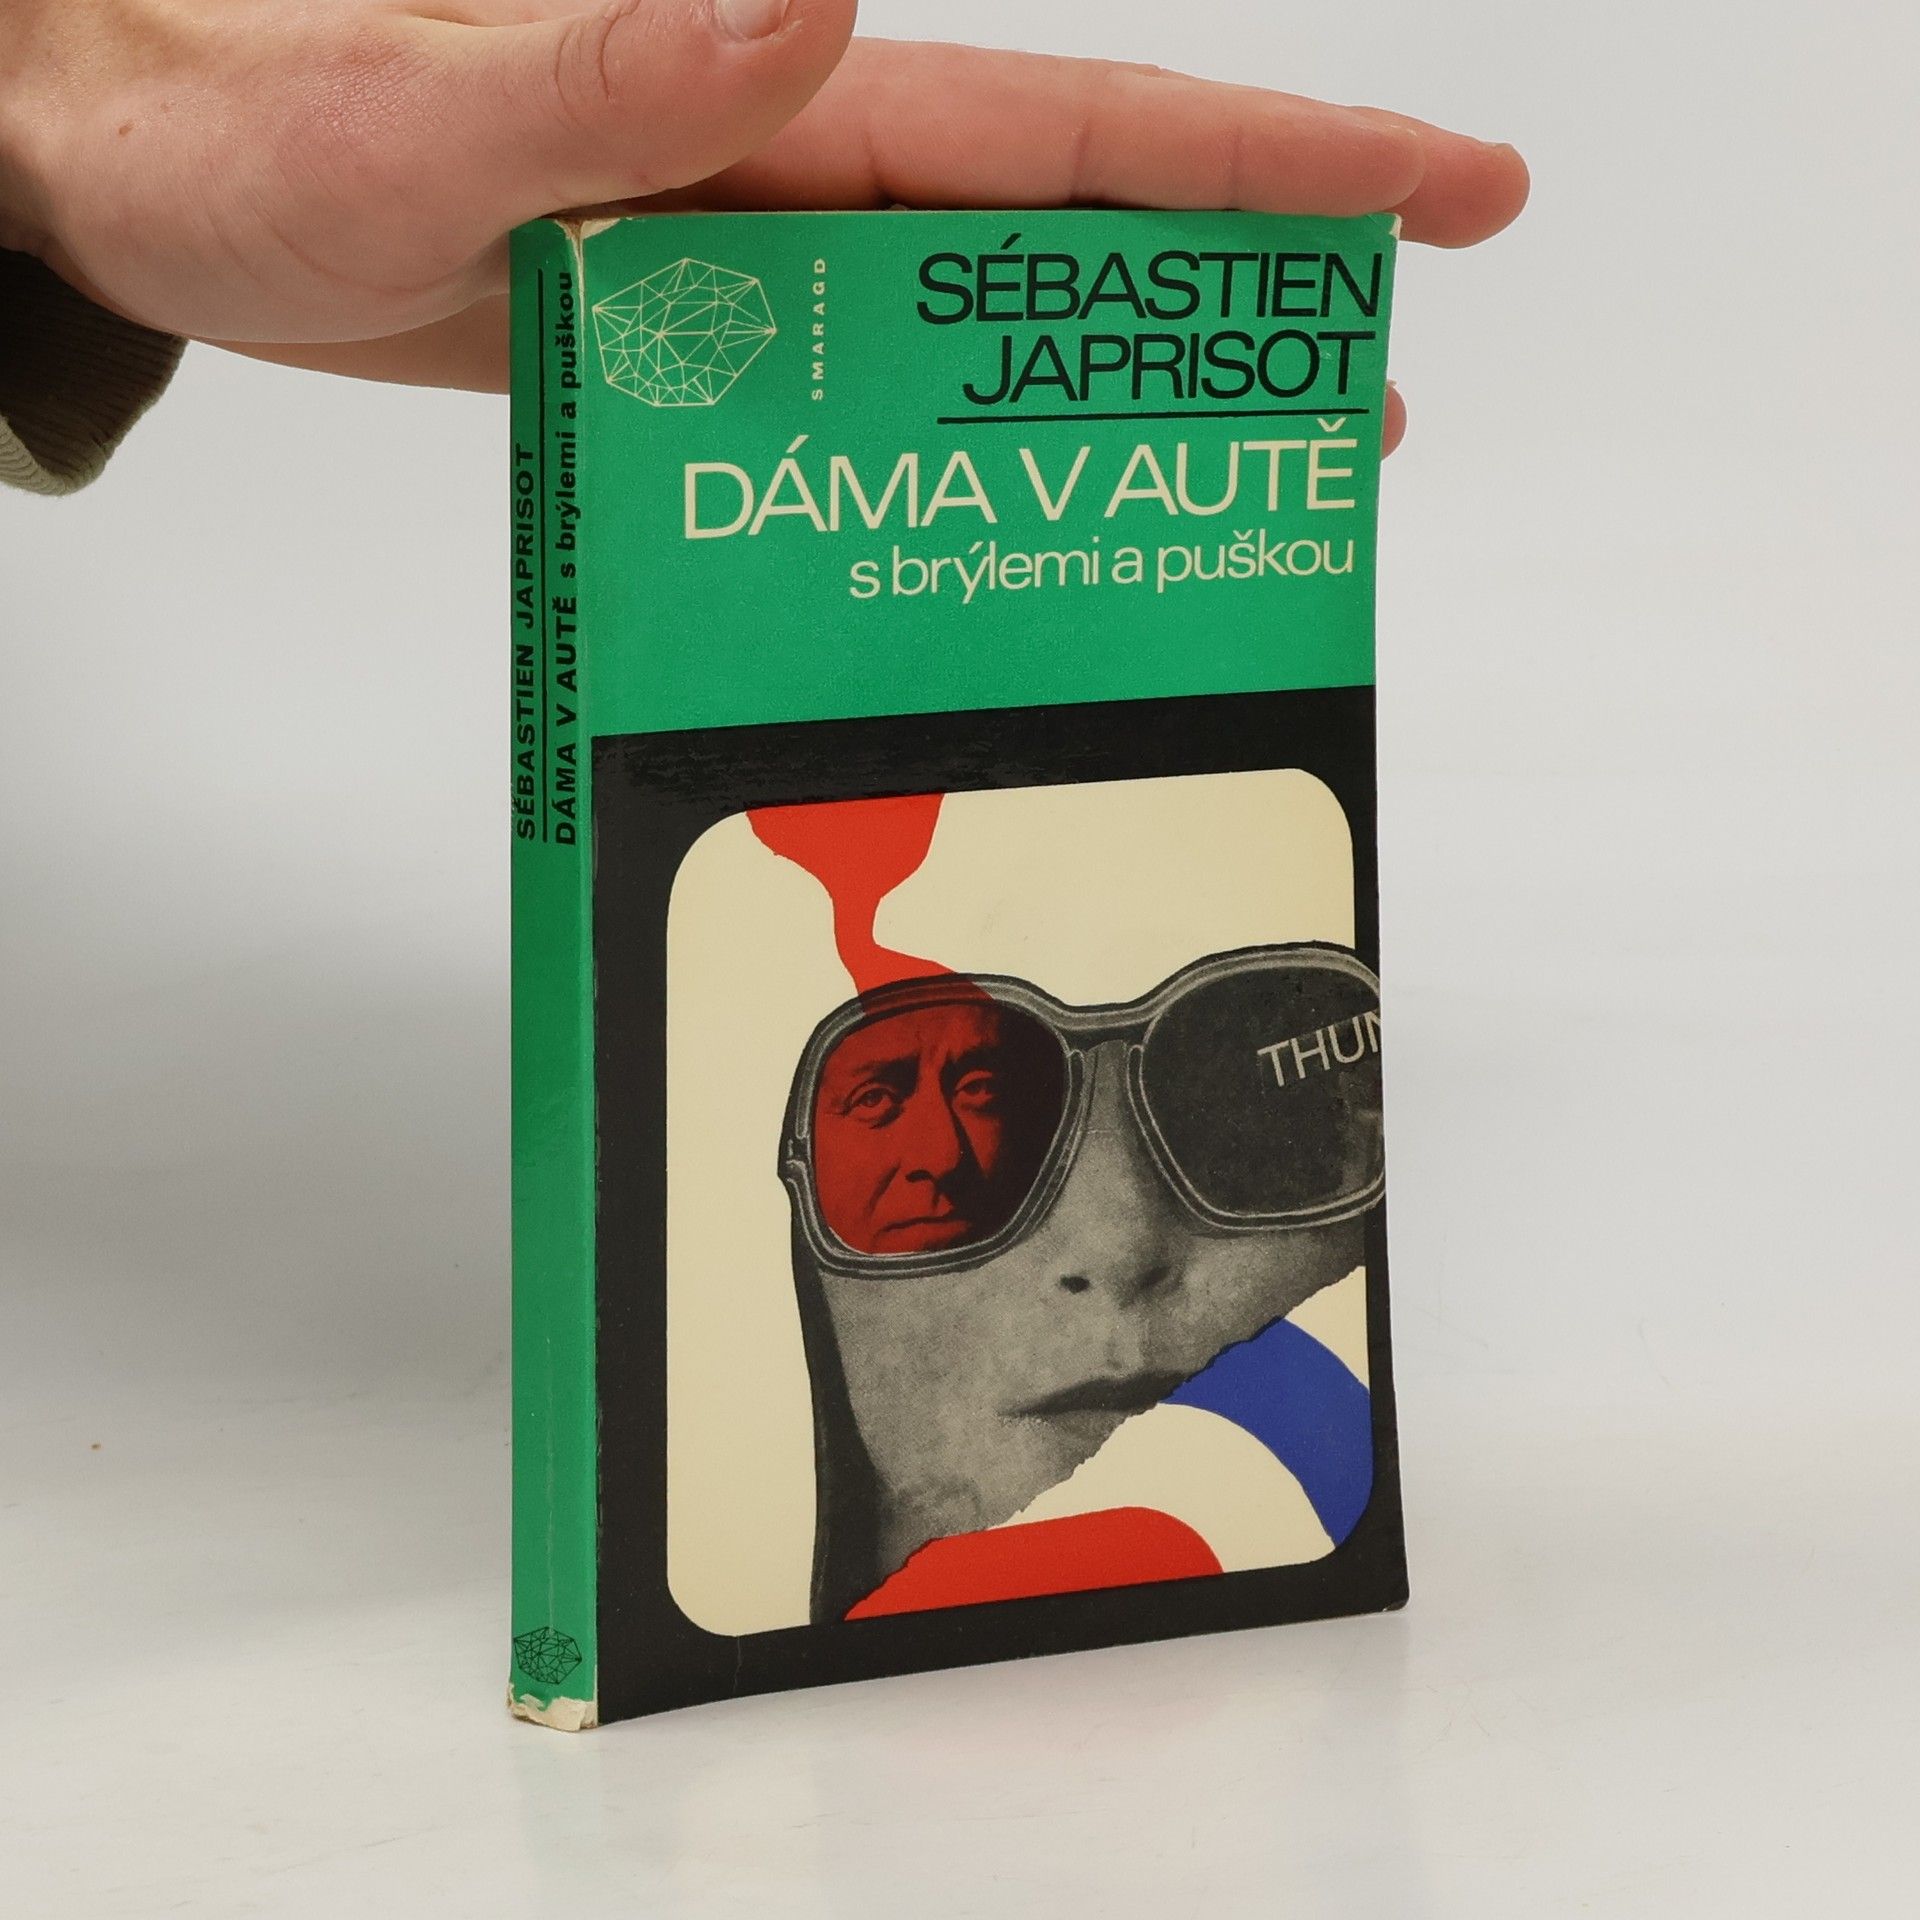 SMARAGD
SÉBASTIEN
JAPRISOT
DÁMA V AUTĚ
s brýlemi a puškou
THUN
SÉBASTIEN JAPRISOT
DÁMA V AUTĚ s brýlemi a puškou